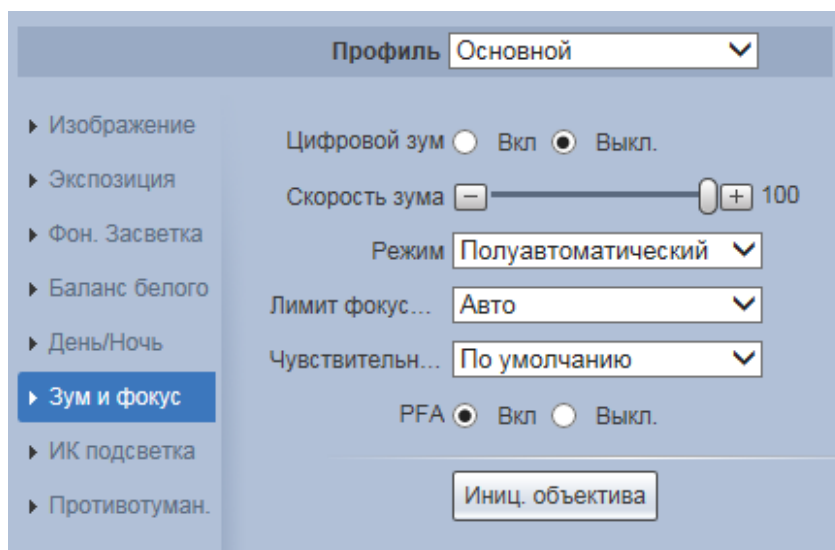 Профиль Основной
Изображение
Экспозиция
Фон. Засветка
Баланс белого
День/Ночь
Зум и фокус
ИК подсветка
Противотуман.
Цифровой зум Вкл Выкл.
Скорость зума 100
Режим Полуавтоматический
Лимит фокус... Авто
Чувствительн... По умолчанию
PFA Вкл Выкл.
Иниц. объектива